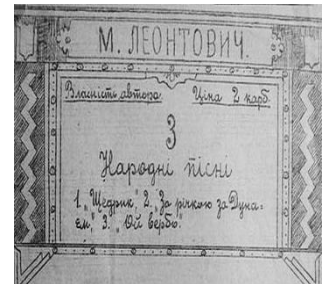 М. ЛЕОНТОВИЧ.
Власність автора. Ціна 2 карб.
3
Народні пісні
1. „Щедрик" 2. „За річкою за Дуна=
єм," 3. „Ой вербо".